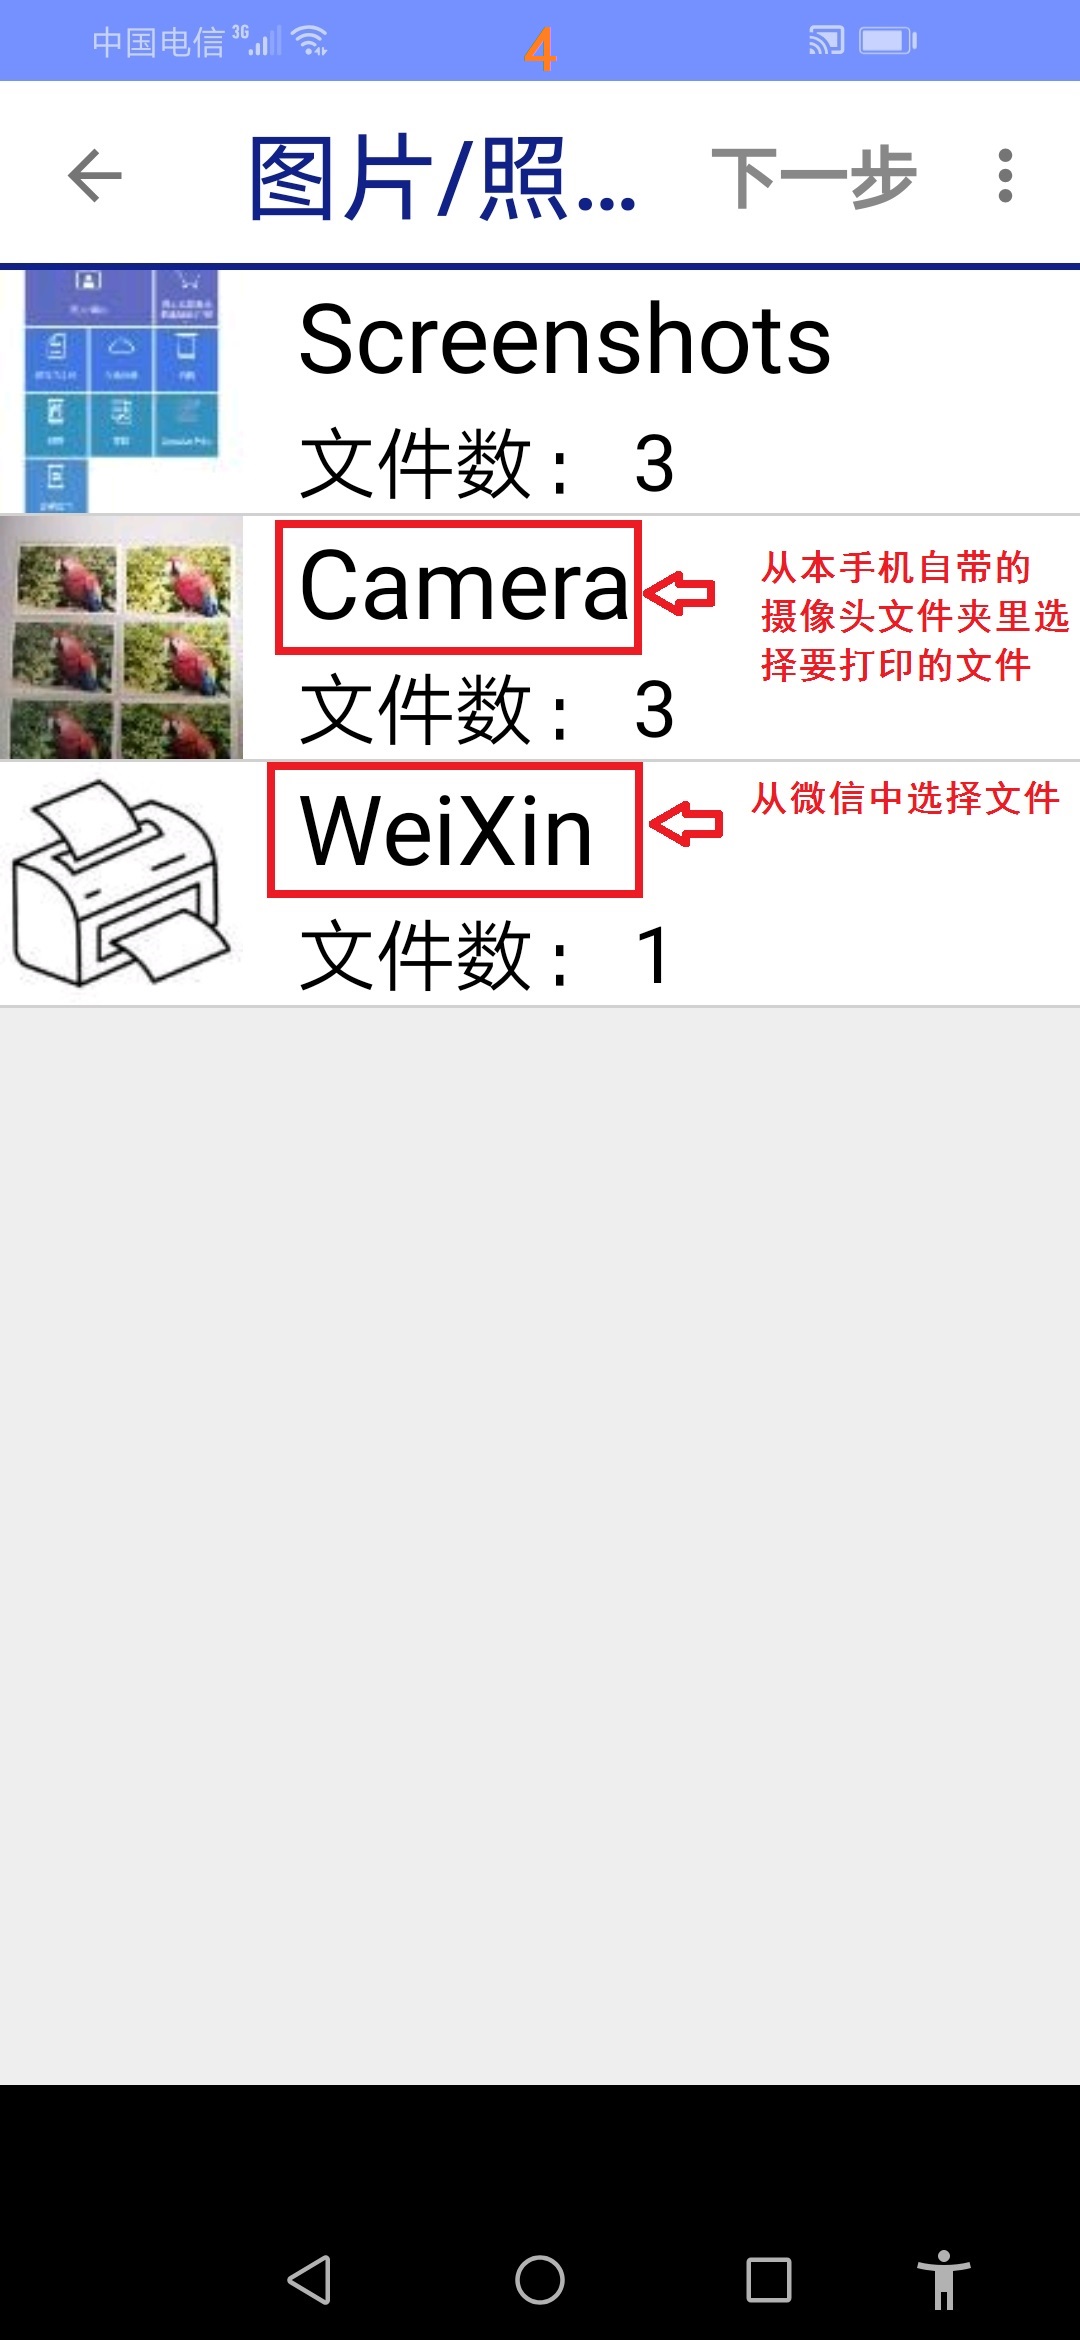 中国电信 3G
4
图片/照...
下一步
Screenshots
文件数： 3
Camera
文件数： 3
从本手机自带的
摄像头文件夹里选
择要打印的文件
WeiXin
文件数： 1
从微信中选择文件